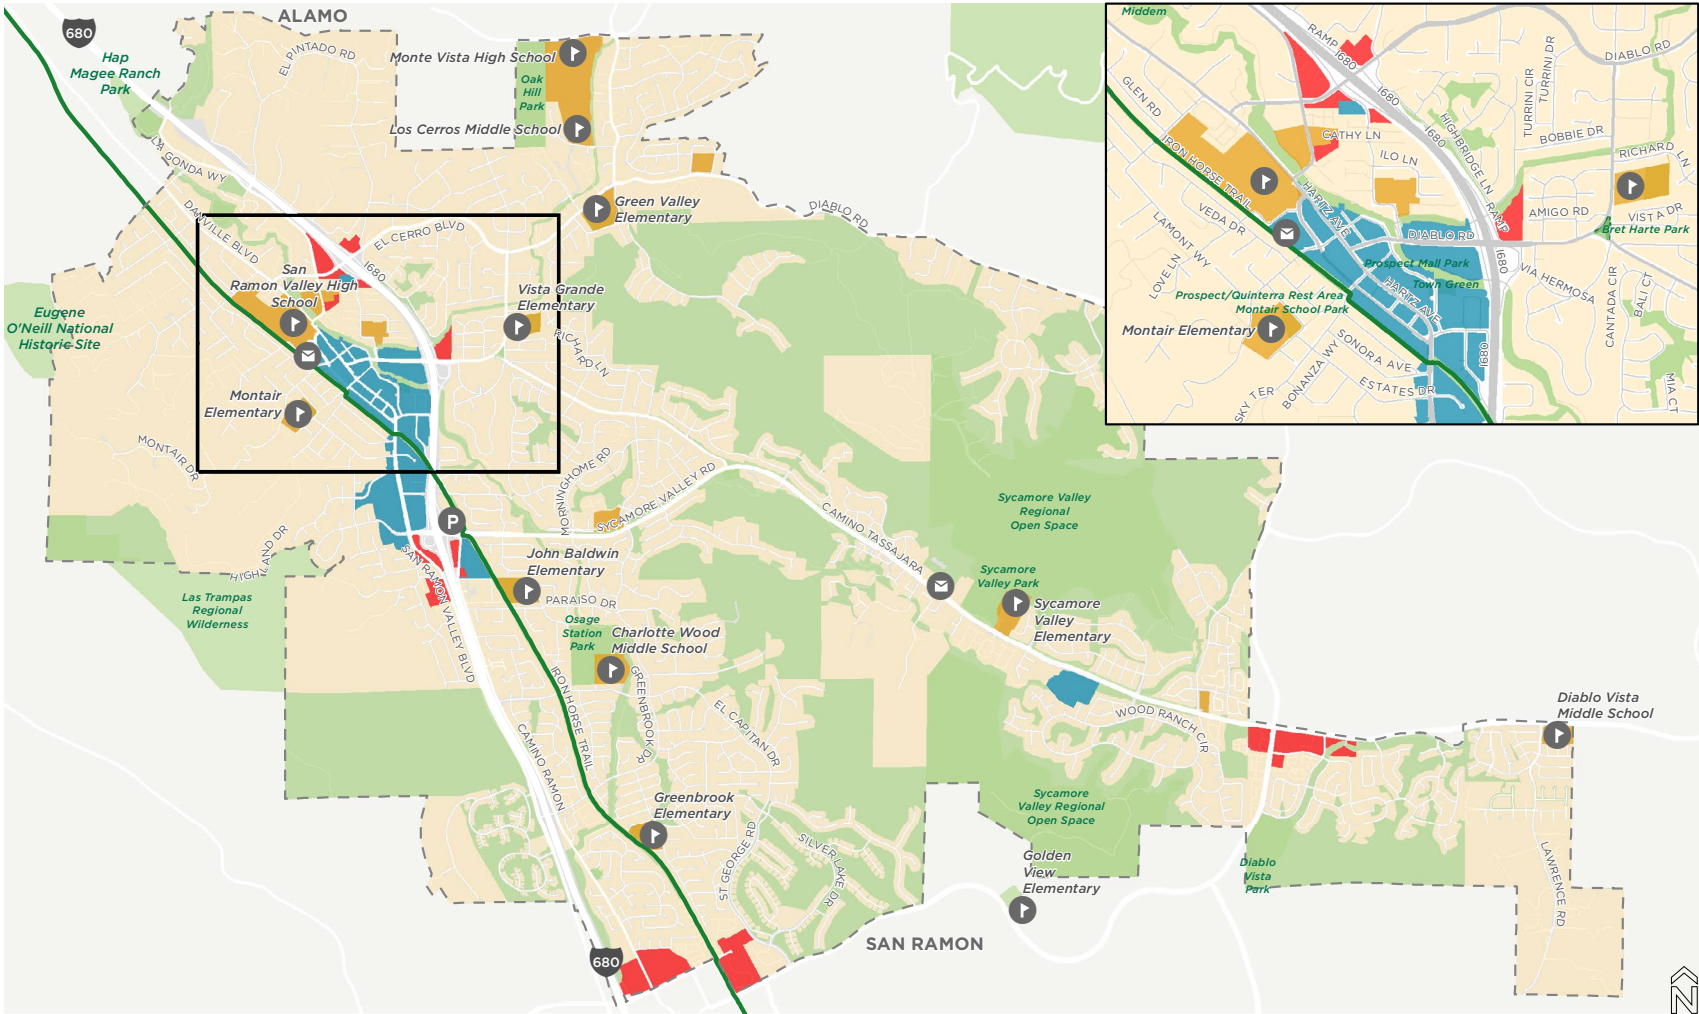 ALAMO
680
Hap
Magee Ranch
Park
EL PINTADO RD
Monte Vista High School
Oak
Hill
Park
Los Cerros Middle School
LA GONDA WY
DANVILLE BLVD
EL CERRO BLVD
I680
Green Valley
Elementary
DIABLO RD
San
Ramon Valley High
School
Vista Grande
Elementary
RICHARD LN
Eugene
O'Neill National
Historic Site
Montair
Elementary
MONTAIR DR
MORNINGHOME RD
SYCAMORE VALLEY RD
CAMINO TASSAJARA
Sycamore Valley
Regional
Open Space
P
HIGHLAND DR
SAN RAMON VALLEY BLVD
John Baldwin
Elementary
PARAISO DR
Las Trampas
Regional
Wilderness
Osage
Station
Park
Charlotte Wood
Middle School
Sycamore
Valley Park
Sycamore
Valley
Elementary
IRON HORSE TRAIL
GREENBROOK DR
EL CAPITAN DR
CAMINO RAMON
WOOD RANCH CIR
Diablo Vista
Middle School
Greenbrook
Elementary
ST GEORGE RD
SILVER LAKE DR
Sycamore
Valley Regional
Open Space
Golden
View
Elementary
Diablo
Vista
Park
LAWRENCE RD
SAN RAMON
680
N
Middem
RAMP
I680
DIABLO RD
GLEN RD
I680
I680
HIGHBRIDGE LN
TURRINI CIR
TURRINI DR
BOBBIE DR
RICHARD LN
CATHY LN
ILO LN
IRON HORSE TRAIL
HARTZ AVE
VEDA DR
LAMONT WY
LOVE LN
RAMP
AMIGO RD
VISTA DR
Bret Harte Park
DIABLO RD
I680
Prospect Mall Park
Town Green
VIA HERMOSA
CANTADA CIR
BALI CT
Prospect/Quinterra Rest Area
Montair School Park
HARTZ AVE
Montair Elementary
SONORA AVE
BONANZA WY
ESTATES DR
SKY TER
I680
MIA CT